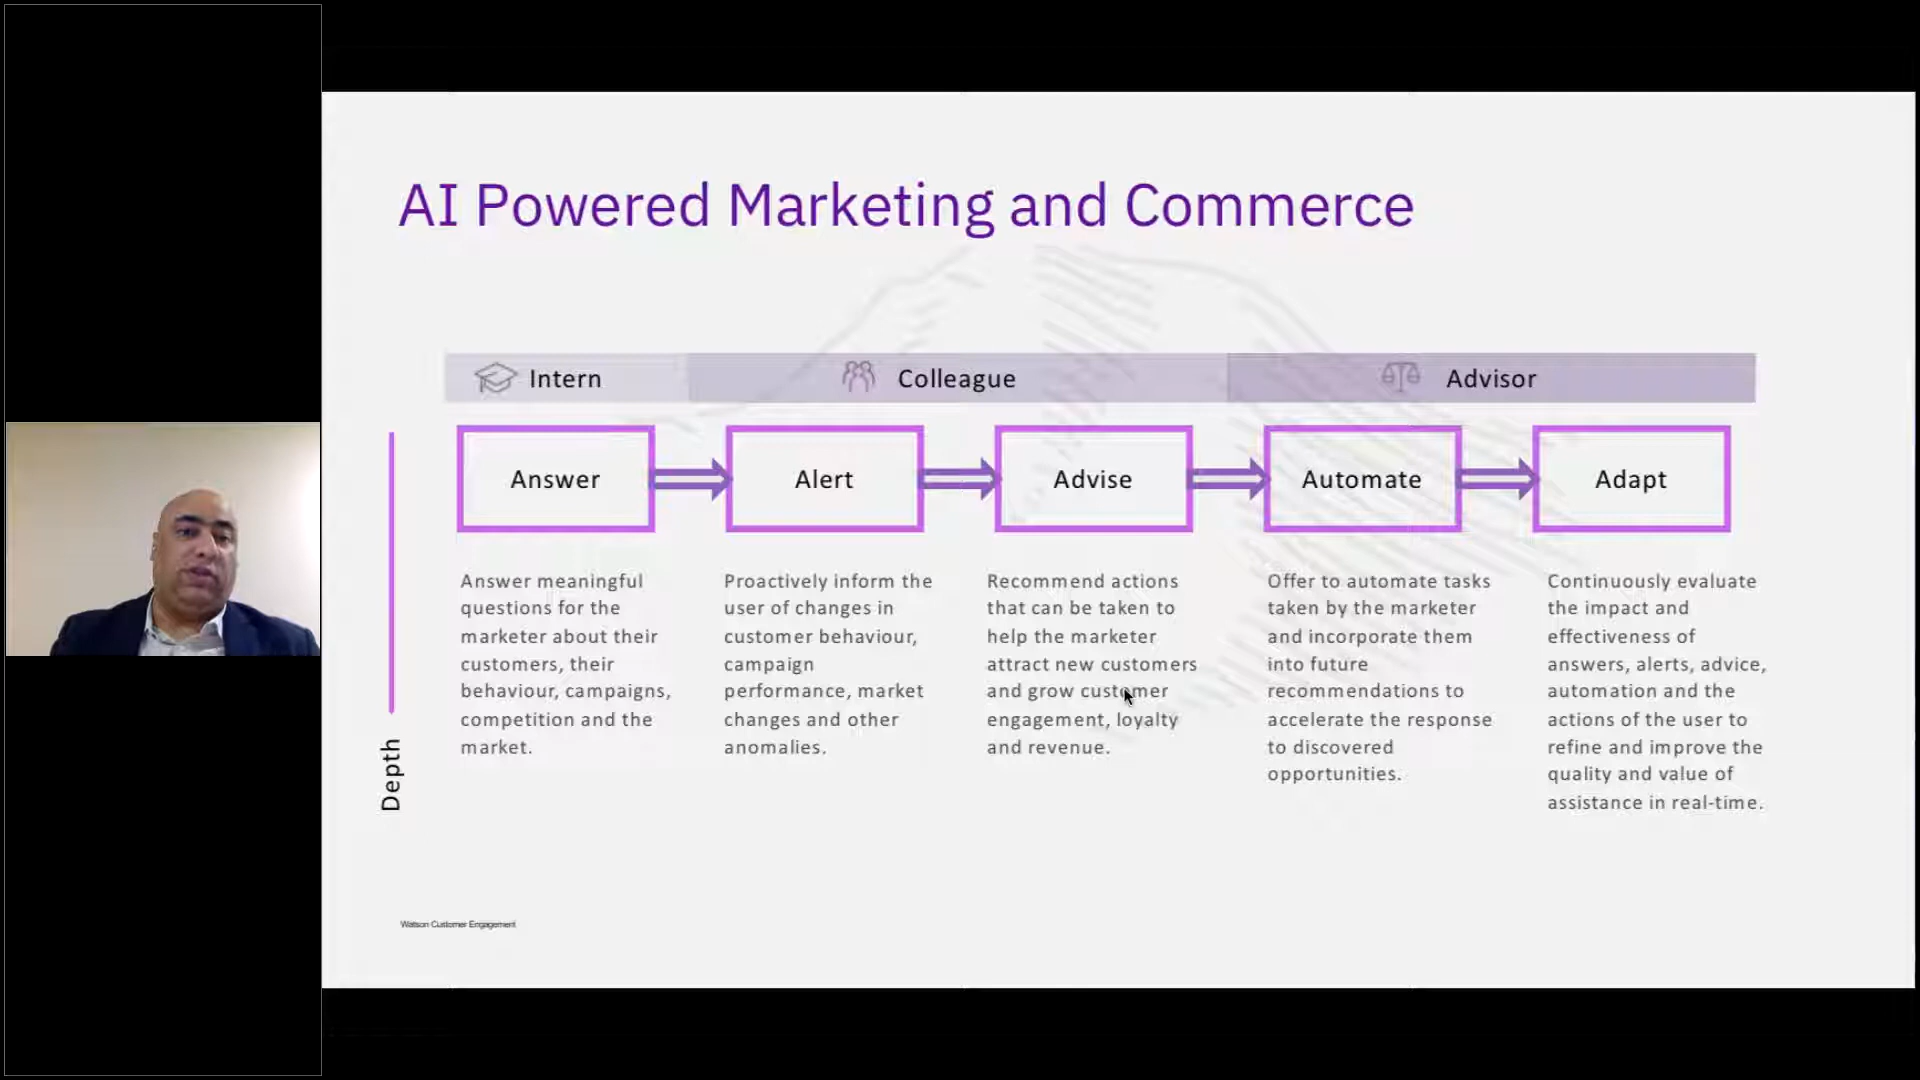 AI Powered Marketing and Commerce
Intern
Colleague
Advisor
Answer
Alert
Advise
Automate
Adapt
Depth
Answer meaningful
questions for the
marketer about their
customers, their
behaviour, campaigns,
competition and the
market.
Proactively inform the
user of changes in
customer behaviour,
campaign
performance, market
changes and other
anomalies.
Recommend actions
that can be taken to
help the marketer
attract new customers
and grow customer
engagement, loyalty
and revenue.
Offer to automate tasks
taken by the marketer
and incorporate them
into future
recommendations to
accelerate the response
to discovered
opportunities.
Continuously evaluate
the impact and
effectiveness of
answers, alerts, advice,
automation and the
actions of the user to
refine and improve the
quality and value of
assistance in real-time.
Watson Customer Engagement